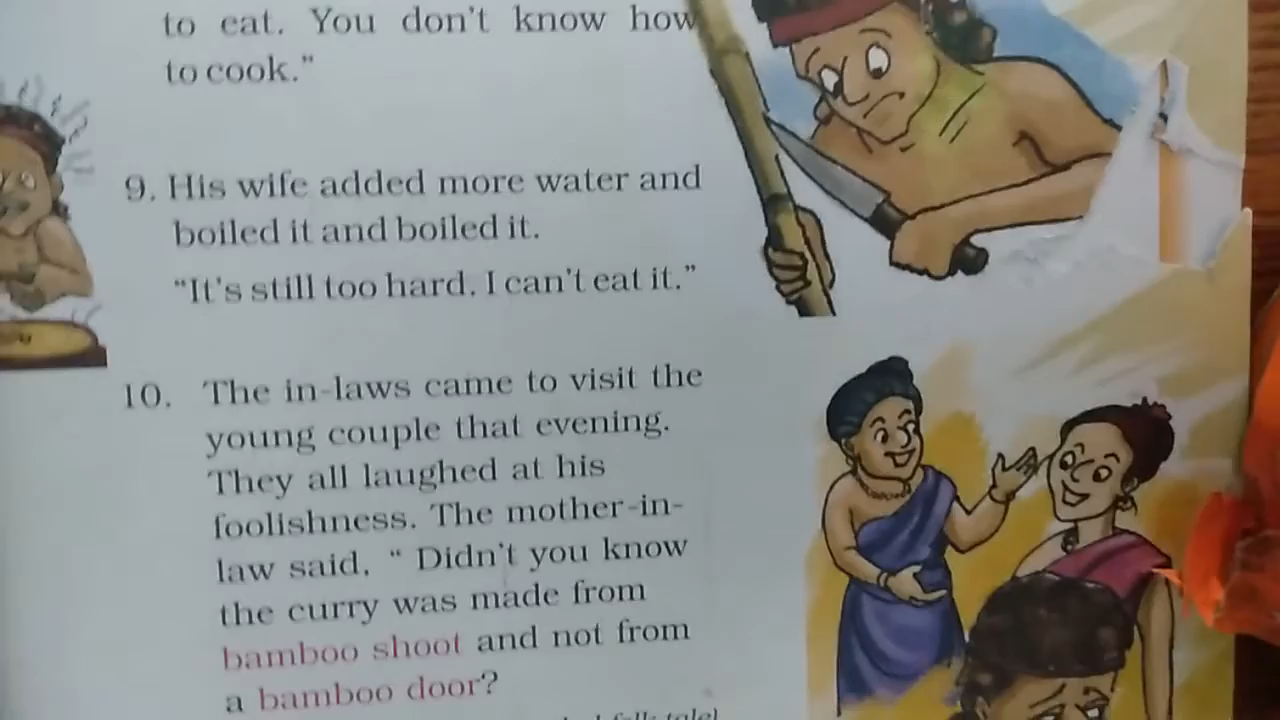 to eat. You don't know how
to cook."
9. His wife added more water and
boiled it and boiled it.
"It's still too hard. I can't eat it."
10. The in-laws came to visit the
young couple that evening.
They all laughed at his
foolishness. The mother-in-
law said, " Didn't you know
the curry was made from
bamboo shoot and not from
a bamboo door?
folk tale]